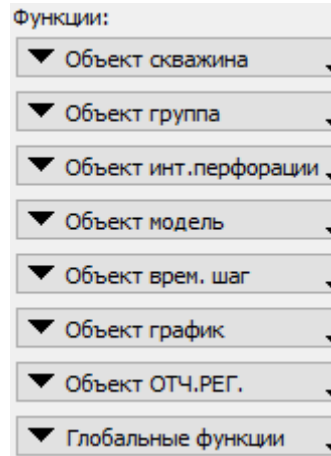 Функции:
Объект скважина
Объект группа
Объект инт.перфорации
Объект модель
Объект врем. шаг
Объект график
Объект ОТЧ.РЕГ.
Глобальные функции